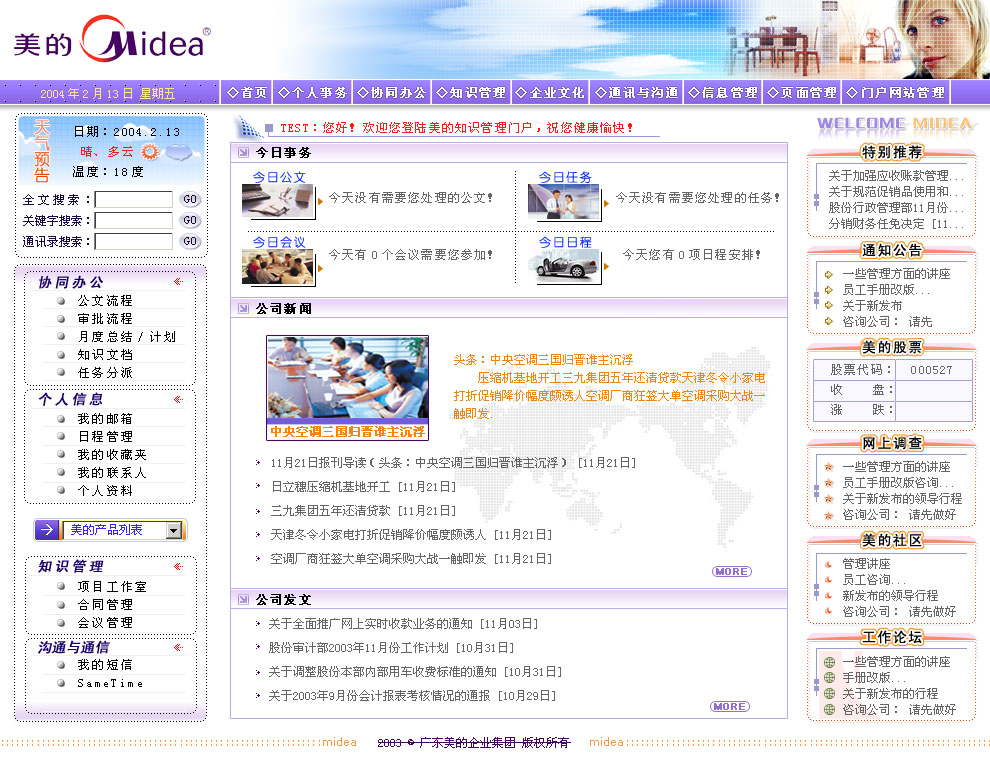 美的 Midea®
2004 年 2 月 13 日 星期五
◇首页 ◇个人事务 ◇协同办公 ◇知识管理 ◇企业文化 ◇通讯与沟通 ◇信息管理 ◇页面管理 ◇门户网站管理
天气预告
日期：2004.2.13
晴、多云
温度：18度
全文搜索： GO
关键字搜索： GO
通讯录搜索： GO
协同办公
公文流程
审批流程
月度总结/计划
知识文档
任务分派
个人信息
我的邮箱
日程管理
我的收藏夹
我的联系人
个人资料
美的产品列表
知识管理
项目工作室
合同管理
会议管理
沟通与通信
我的短信
SameTime
TEST：您好！欢迎您登陆美的知识管理门户，祝您健康愉快！
今日事务
今日公文
今天没有需要您处理的公文！
今日任务
今天没有需要您处理的任务！
今日会议
今天有 0 个会议需要您参加！
今日日程
今天您有 0 项日程安排！
公司新闻
中央空调三国归晋谁主沉浮
头条：中央空调三国归晋谁主沉浮
压缩机基地开工三九集团五年还渚贷款天津冬令小家电
打折促销降价幅度颇诱人空调厂商狂签大单空调采购大战一
触即发.
11月21日报刊导读（头条：中央空调三国归晋谁主沉浮） [11月21日]
日立穗压缩机基地开工 [11月21日]
三九集团五年还渚贷款 [11月21日]
天津冬令小家电打折促销降价幅度颇诱人 [11月21日]
空调厂商狂签大单空调采购大战一触即发 [11月21日]
MORE
公司发文
关于全面推广网上实时收款业务的通知 [11月03日]
股份审计部2003年11月份工作计划 [10月31日]
关于调整股份本部内部用车收费标准的通知 [10月31日]
关于2003年9月份会计报表考核情况的通报 [10月29日]
MORE
WELCOME MIDEA
特别推荐
关于加强应收账款管理...
关于规范促销品使用和...
股份行政管理部11月份...
分销财务任免决定 [11...
通知公告
一些管理方面的讲座
员工手册改版...
关于新发布
咨询公司： 请先
美的股票
股票代码： 000527
收 盘：
涨 跌：
网上调查
一些管理方面的讲座
员工手册改版咨询...
关于新发布的领导行程
咨询公司： 请先做好
美的社区
管理讲座
员工咨询...
新发布的领导行程
咨询公司： 请先做好
工作论坛
一些管理方面的讲座
手册改版...
关于新发布的行程
咨询公司： 请先做好
midea 2003 © 广东美的企业集团 版权所有 midea